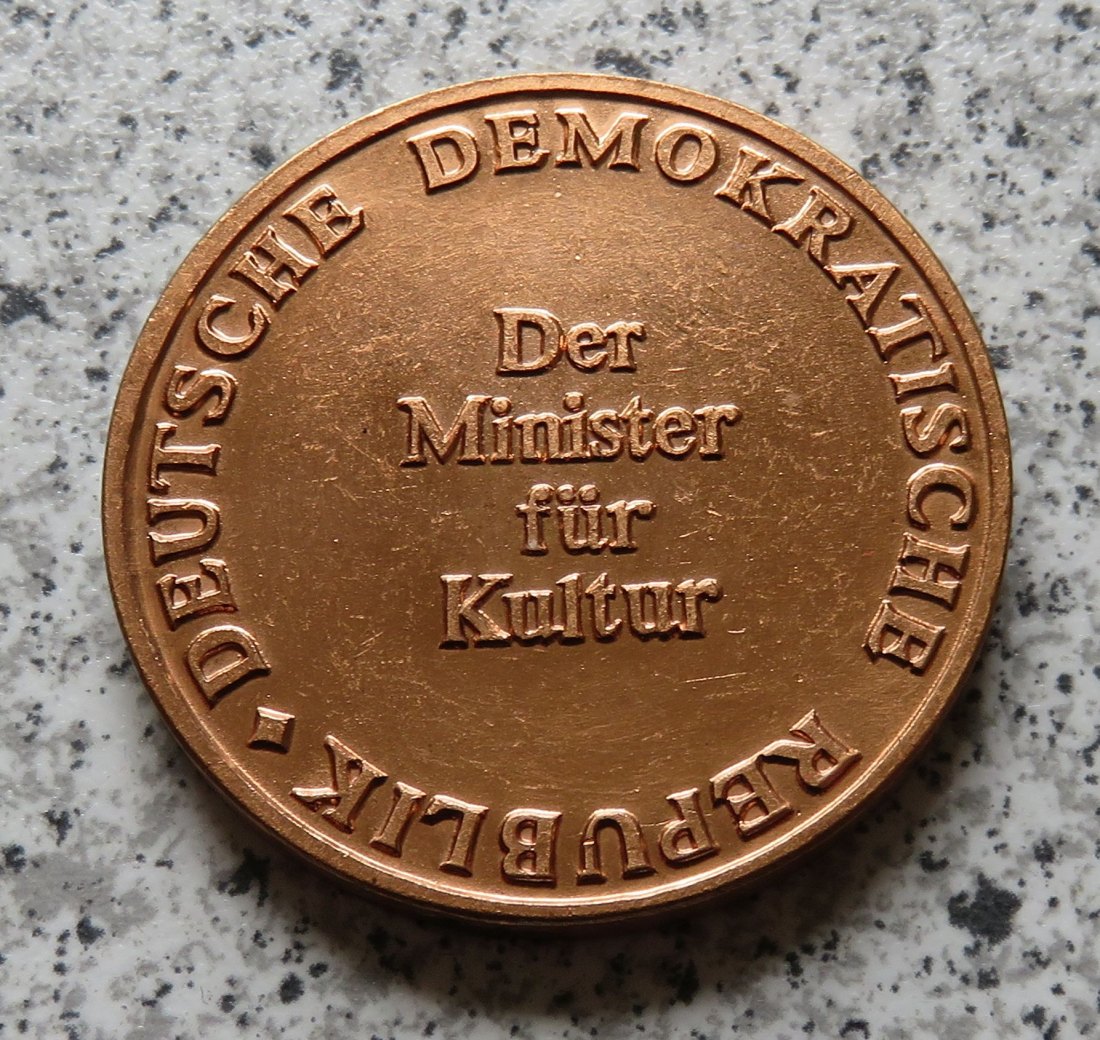 DEUTSCHE DEMOKRATISCHE REPUBLIK
Der
Minister
für
Kultur